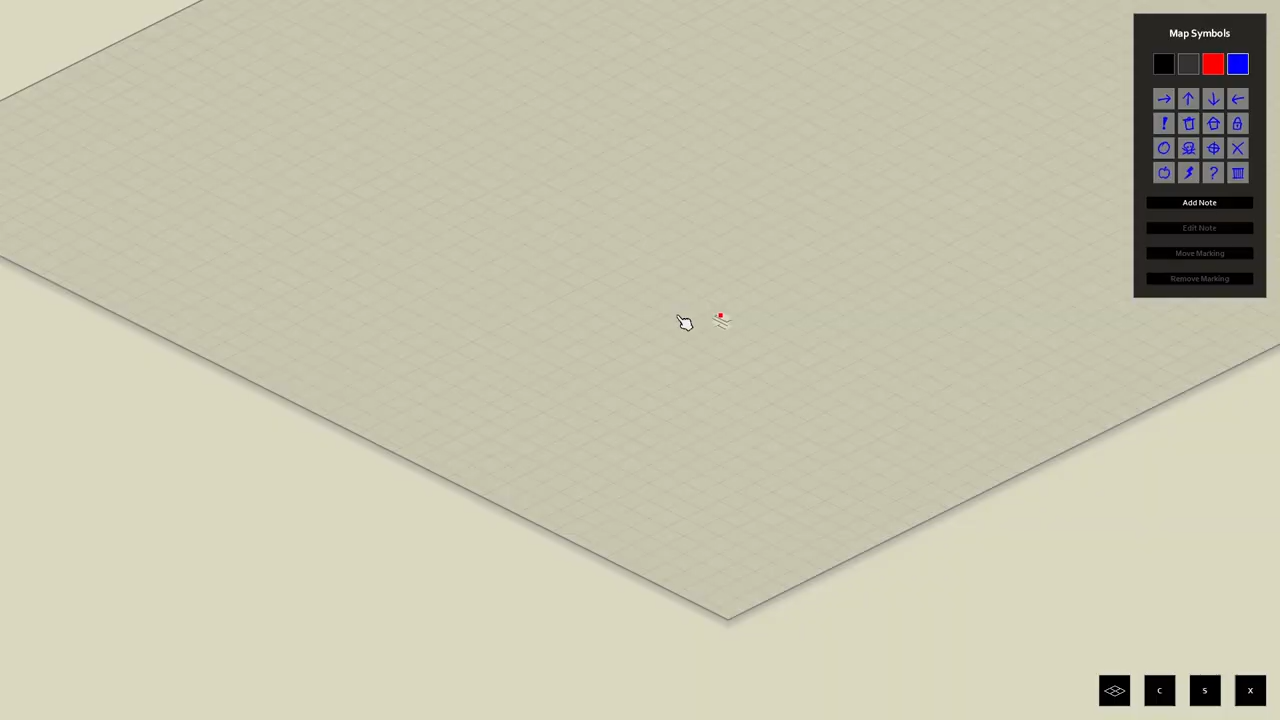 Map Symbols
!
?
Add Note
Edit Note
Move Marking
Remove Marking
C
S
X